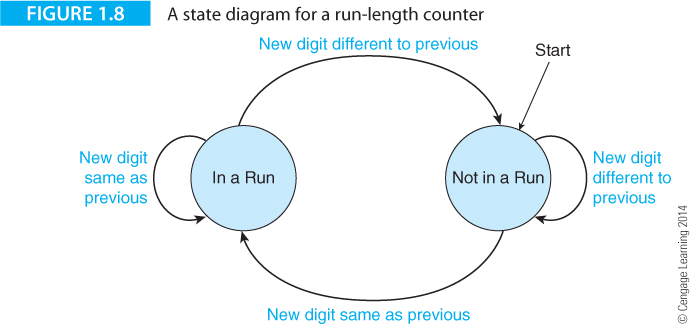 FIGURE 1.8 A state diagram for a run-length counter
New digit different to previous
Start
New digit
same as
previous
In a Run
Not in a Run
New digit
different to
previous
New digit same as previous
© Cengage Learning 2014